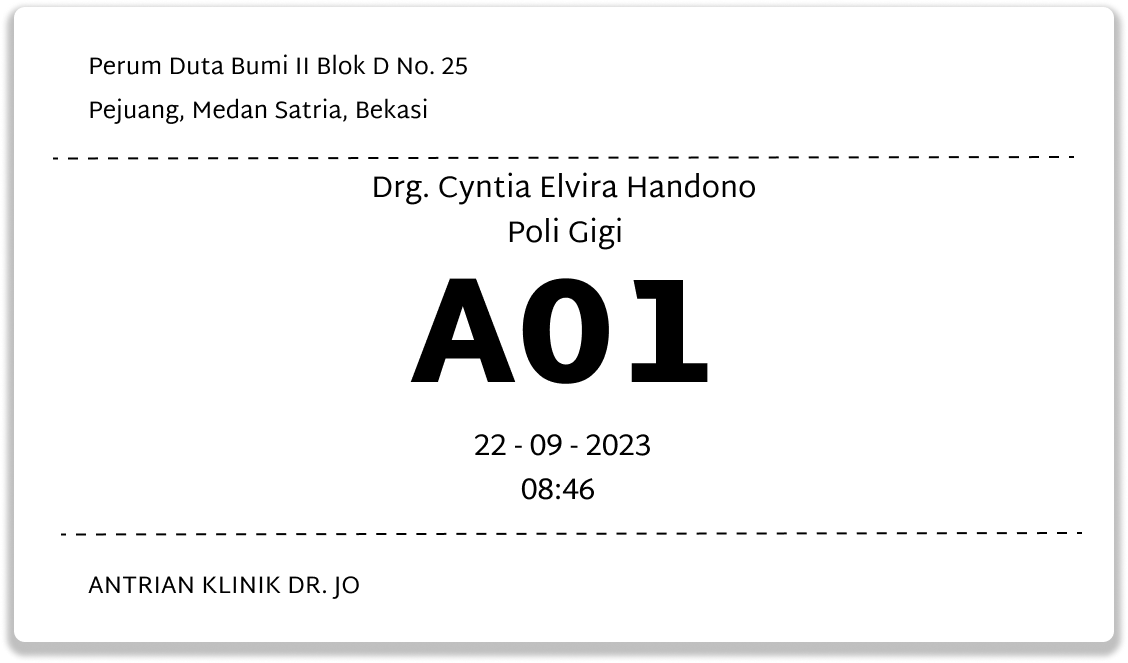 Perum Duta Bumi II Blok D No. 25
Pejuang, Medan Satria, Bekasi
Drg. Cyntia Elvira Handono
Poli Gigi
A01
22 - 09 - 2023
08:46
ANTRIAN KLINIK DR. JO